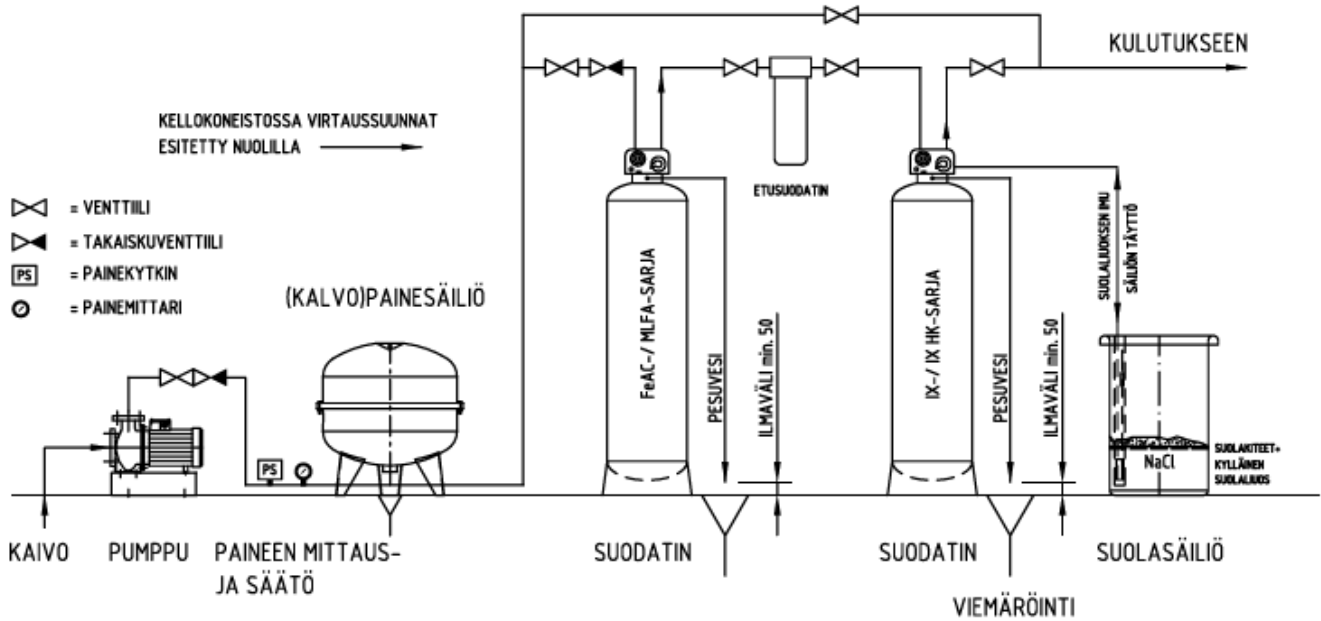 KULUTUKSEEN
KELLOKONEISTOSSA VIRTAUSSUUNNAT
ESITETTY NUOLILLA
= VENTTIILI
= TAKAISKUVENTTIILI
PS = PAINEKYTKIN
= PAINEMITTARI
(KALVO)PAINESÄILIÖ
ETUSUODATIN
FeAC-/ MLFA-SARJA
PESUVESI
ILMAVÄLI min. 50
IX-/ IX HK-SARJA
PESUVESI
ILMAVÄLI min. 50
SUOLALIUOKSEN IMU
SÄILIÖN TÄYTTÖ
NaCl
SUOLAKITEET+
KYLLÄINEN
SUOLALIUOS
PS
KAIVO
PUMPPU
PAINEEN MITTAUS-
JA SÄÄTÖ
SUODATIN
SUODATIN
SUOLASÄILIÖ
VIEMÄRÖINTI